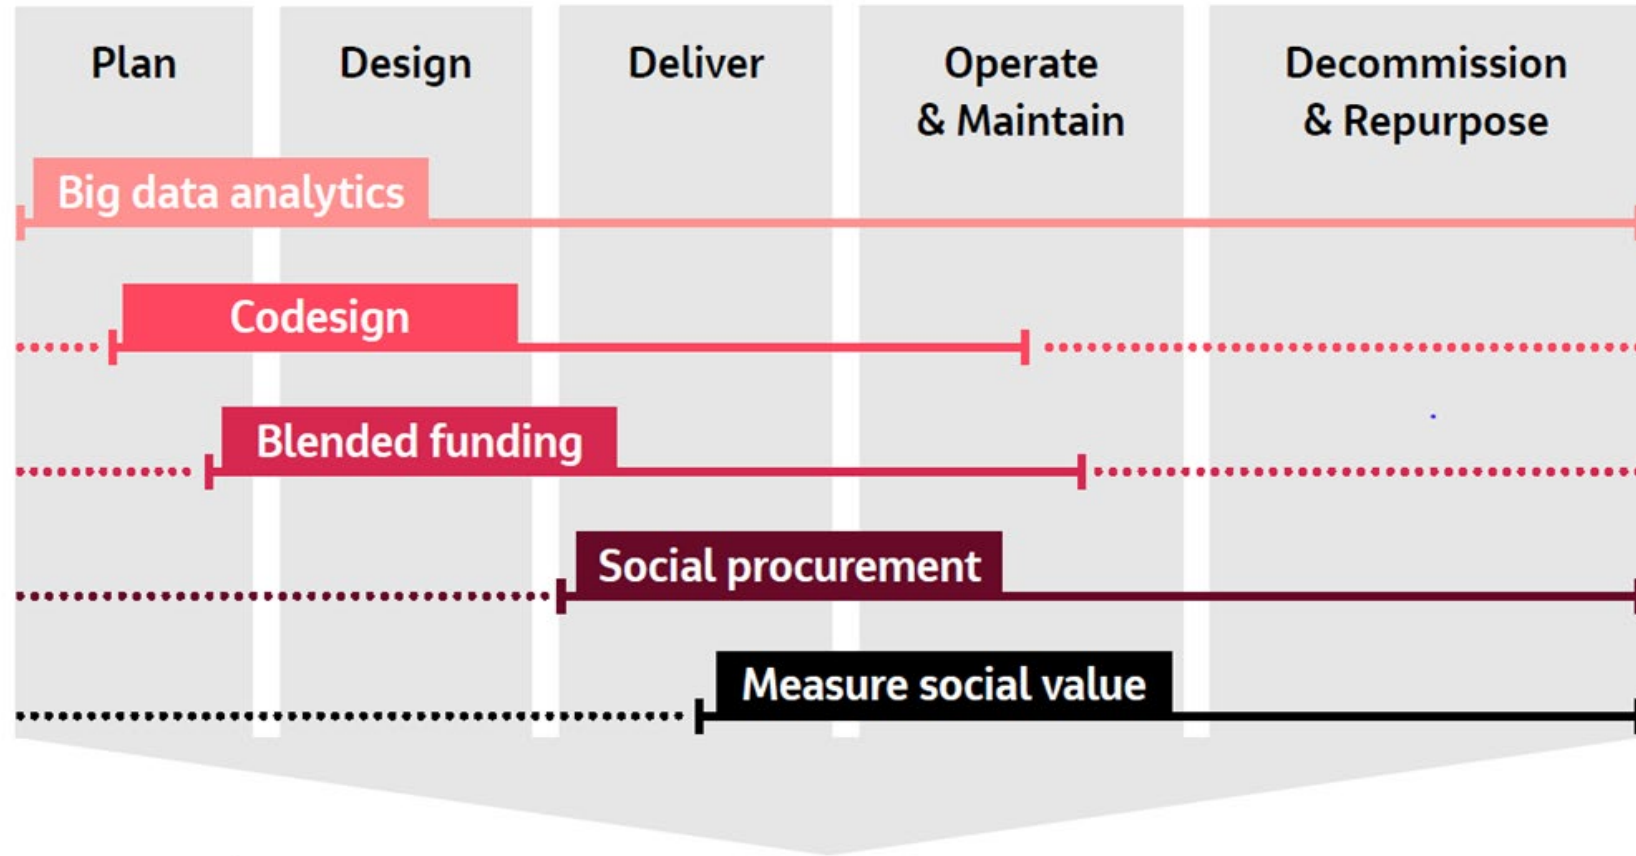 Plan
Design
Deliver
Operate
& Maintain
Decommission
& Repurpose
Big data analytics
Codesign
Blended funding
Social procurement
Measure social value